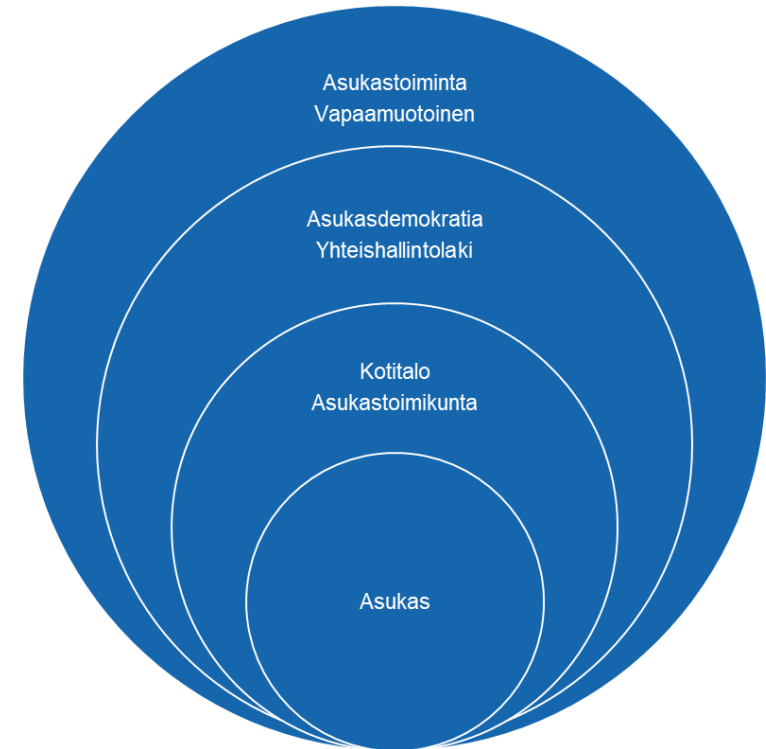 Asukastoiminta
Vapaamuotoinen
Asukasdemokratia
Yhteishallintolaki
Kotitalo
Asukastoimikunta
Asukas